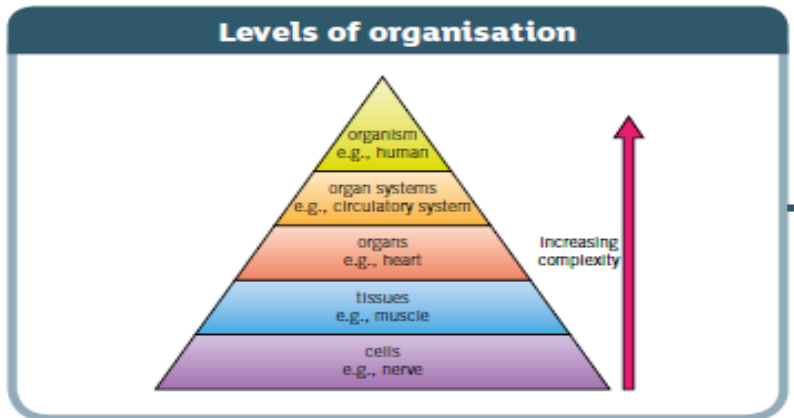 Levels of organisation
organism
e.g., human
organ systems
e.g., circulatory system
organs
e.g., heart
increasing
complexity
tissues
e.g., muscle
cells
e.g., nerve